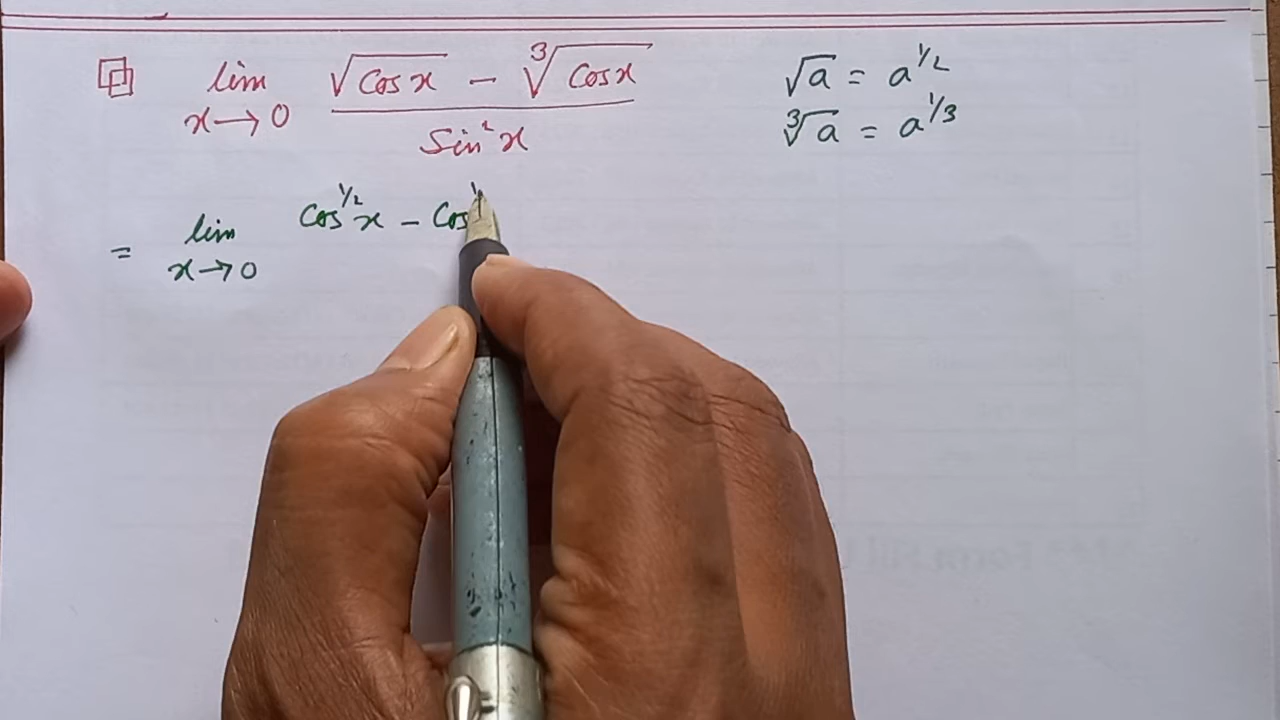 lim x→0 (√Cos x − ∛Cos x) / Sin²x
√a = a^1/2
∛a = a^1/3
= lim x→0 Cos^1/2 x − Cos